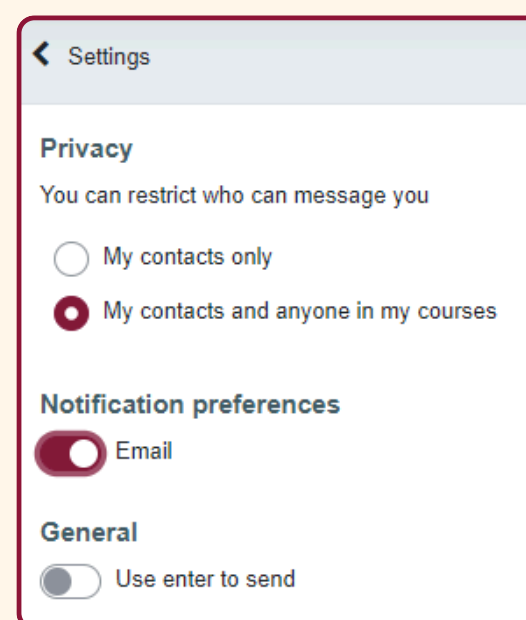 Settings
Privacy
You can restrict who can message you
My contacts only
My contacts and anyone in my courses
Notification preferences
Email
General
Use enter to send